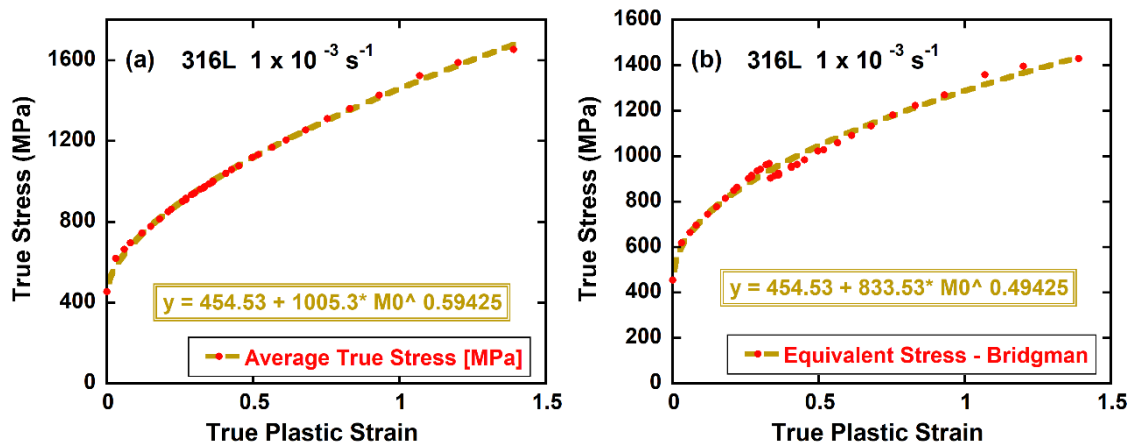 (a) 316L 1 x 10 -3 s-1
True Stress (MPa)
1600
1200
800
400
0
y = 454.53 + 1005.3* M0^ 0.59425
Average True Stress [MPa]
0 0.5 1 1.5
True Plastic Strain
(b) 316L 1 x 10 -3 s-1
True Stress (MPa)
1600
1400
1200
1000
800
600
400
200
0
y = 454.53 + 833.53* M0^ 0.49425
Equivalent Stress - Bridgman
0 0.5 1 1.5
True Plastic Strain